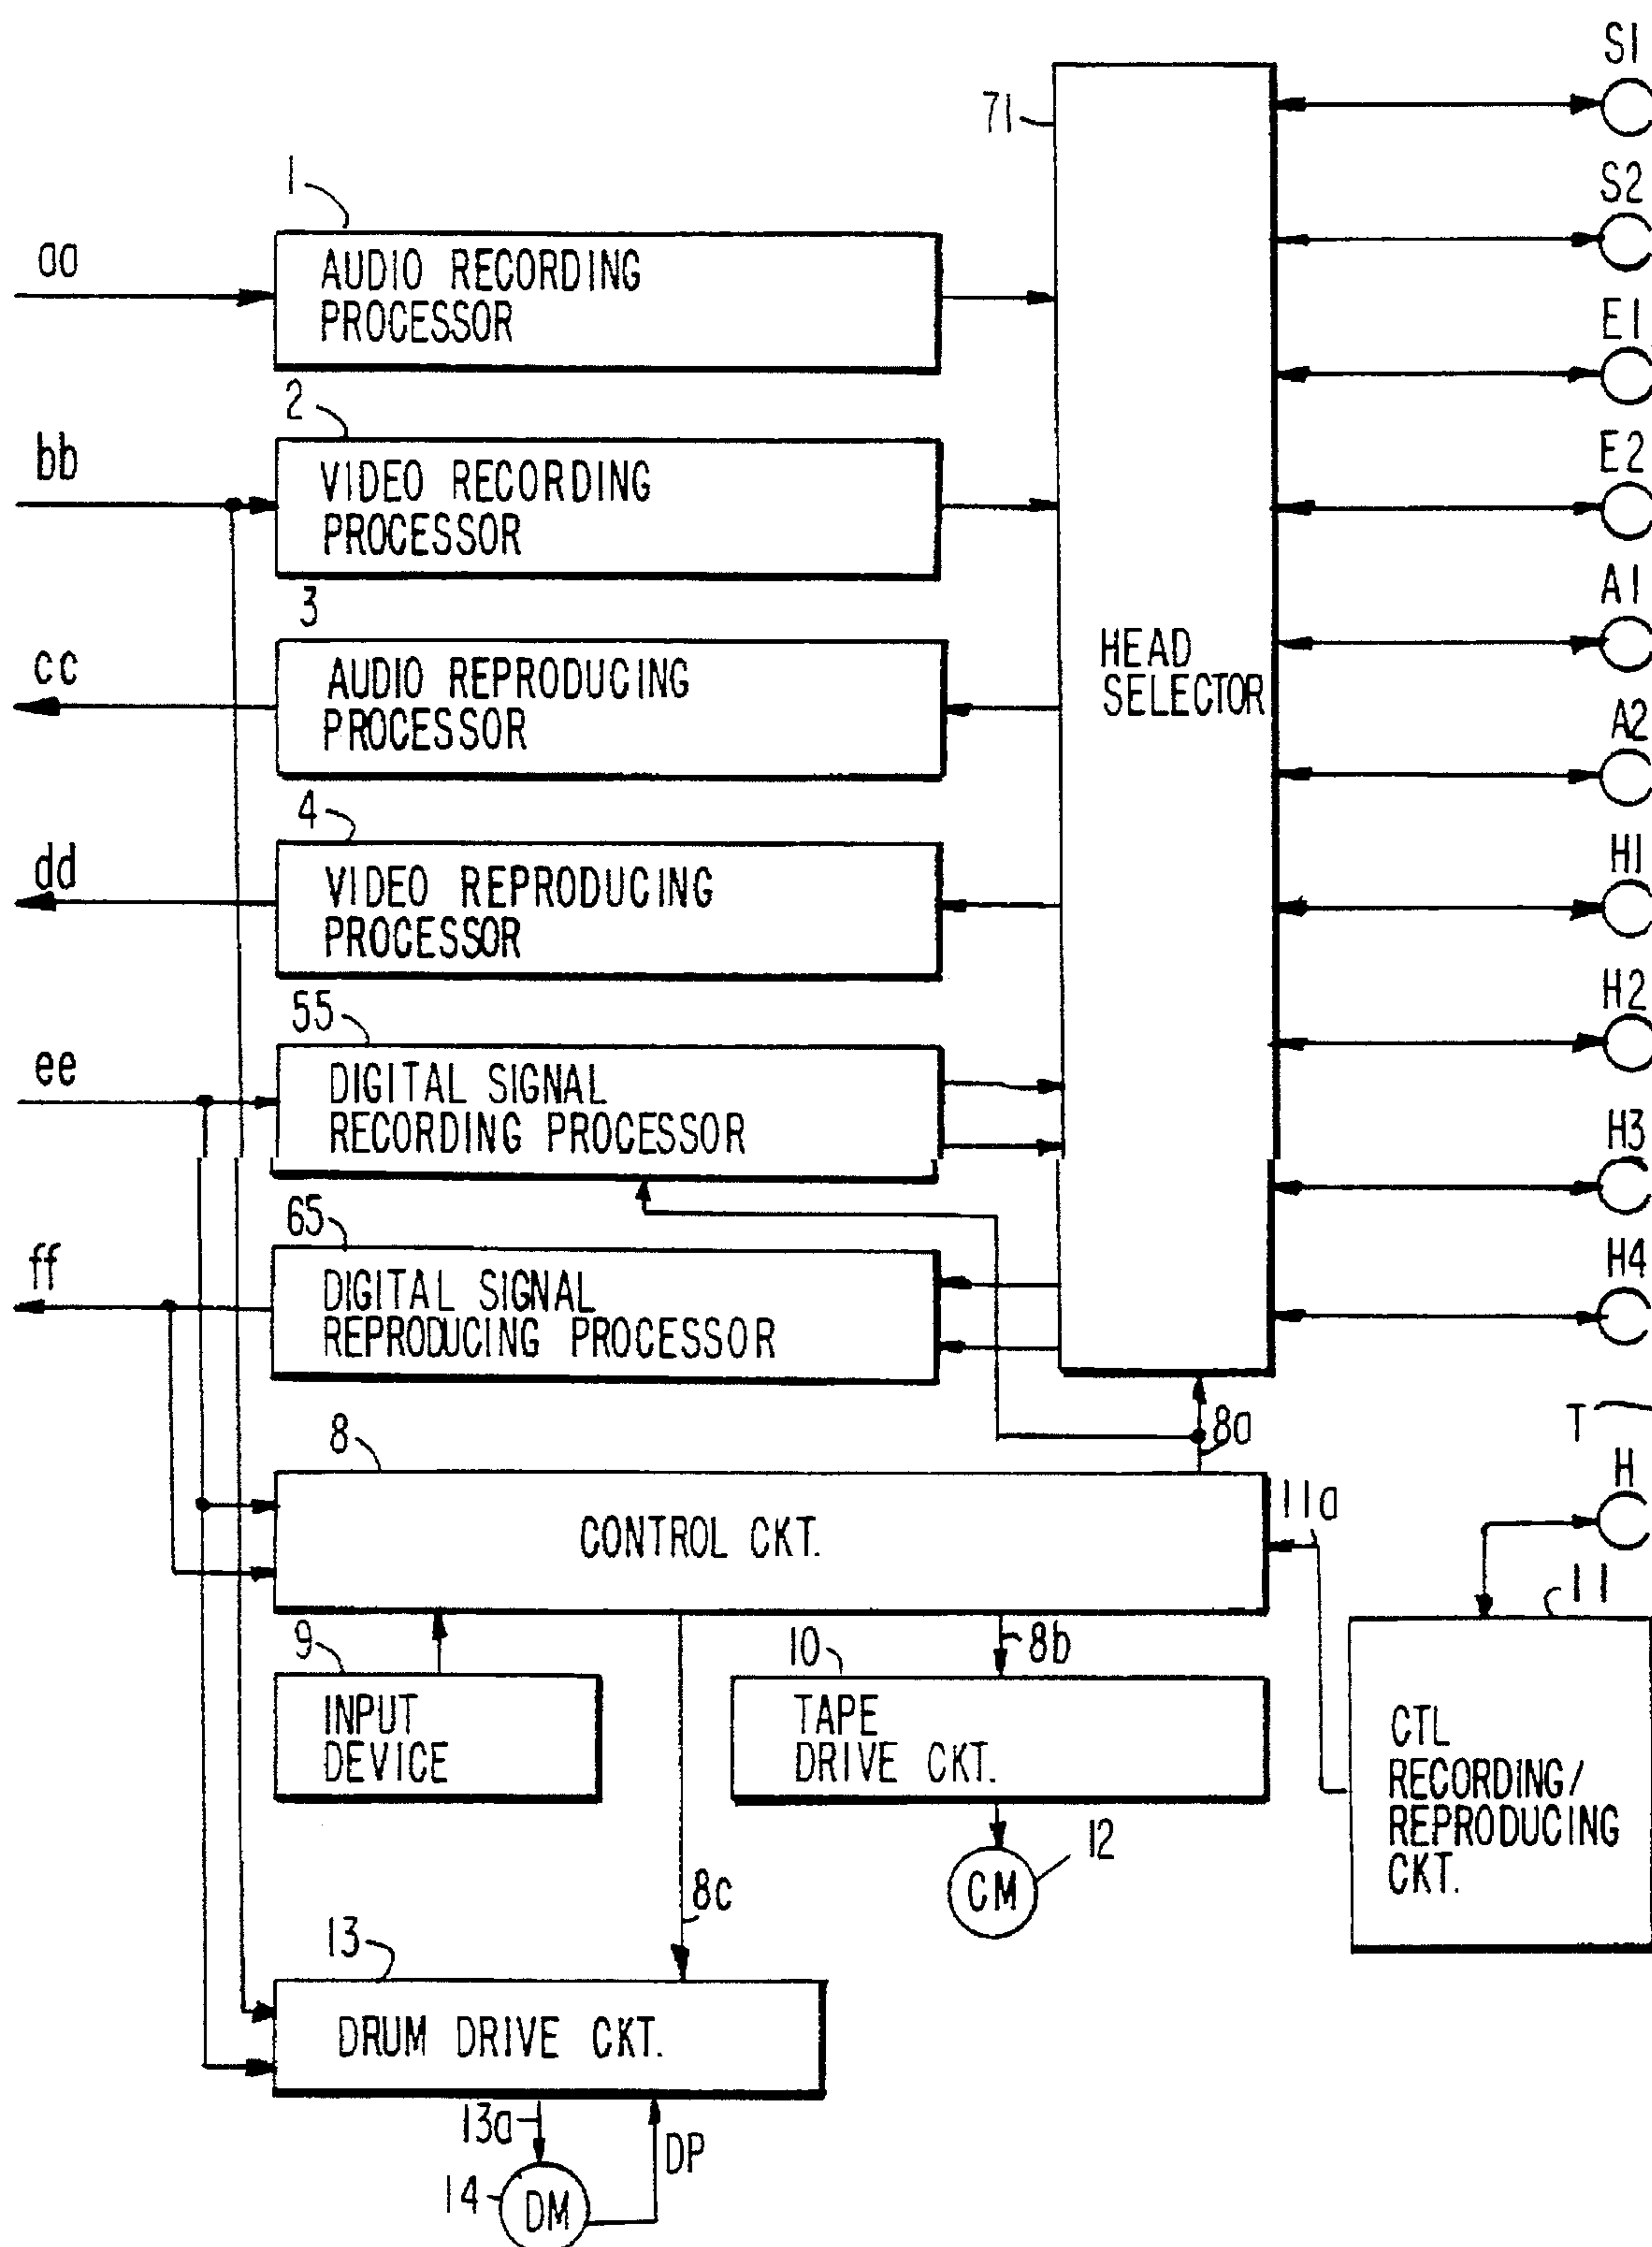 S1
71
S2
1
aa
AUDIO RECORDING
PROCESSOR
E1
2
bb
VIDEO RECORDING
PROCESSOR
E2
3
A1
cc
AUDIO REPRODUCING
PROCESSOR
HEAD
SELECTOR
A2
4
dd
VIDEO REPRODUCING
PROCESSOR
H1
55
H2
ee
DIGITAL SIGNAL
RECORDING PROCESSOR
H3
65
ff
DIGITAL SIGNAL
REPRODUCING PROCESSOR
H4
8
8a
T
H
11a
CONTROL CKT.
11
9
INPUT
DEVICE
8b
10
TAPE
DRIVE CKT.
CTL
RECORDING/
REPRODUCING
CKT.
12
CM
8c
13
DRUM DRIVE CKT.
13a
DP
14
DM